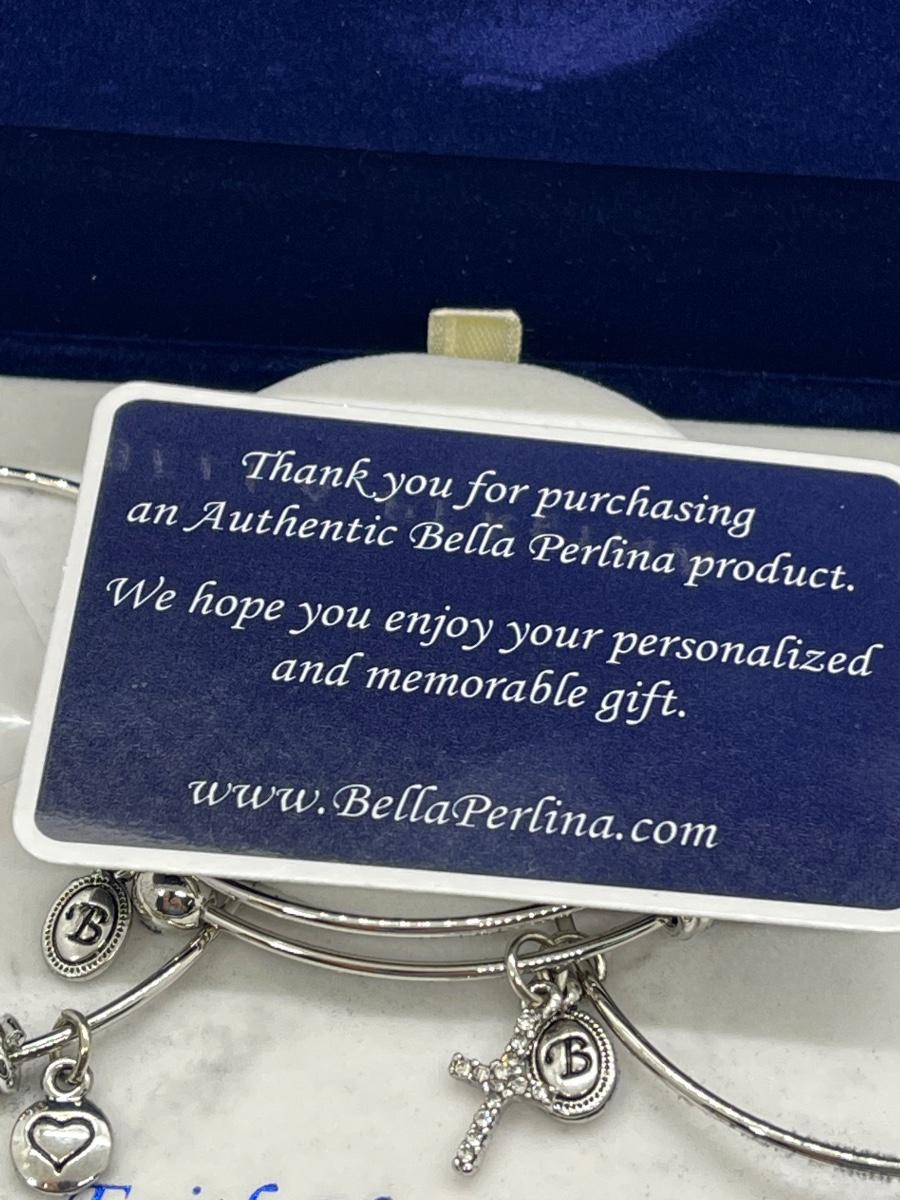 Thank you for purchasing
an Authentic Bella Perlina product.
We hope you enjoy your personalized
and memorable gift.
www.BellaPerlina.com
B
B